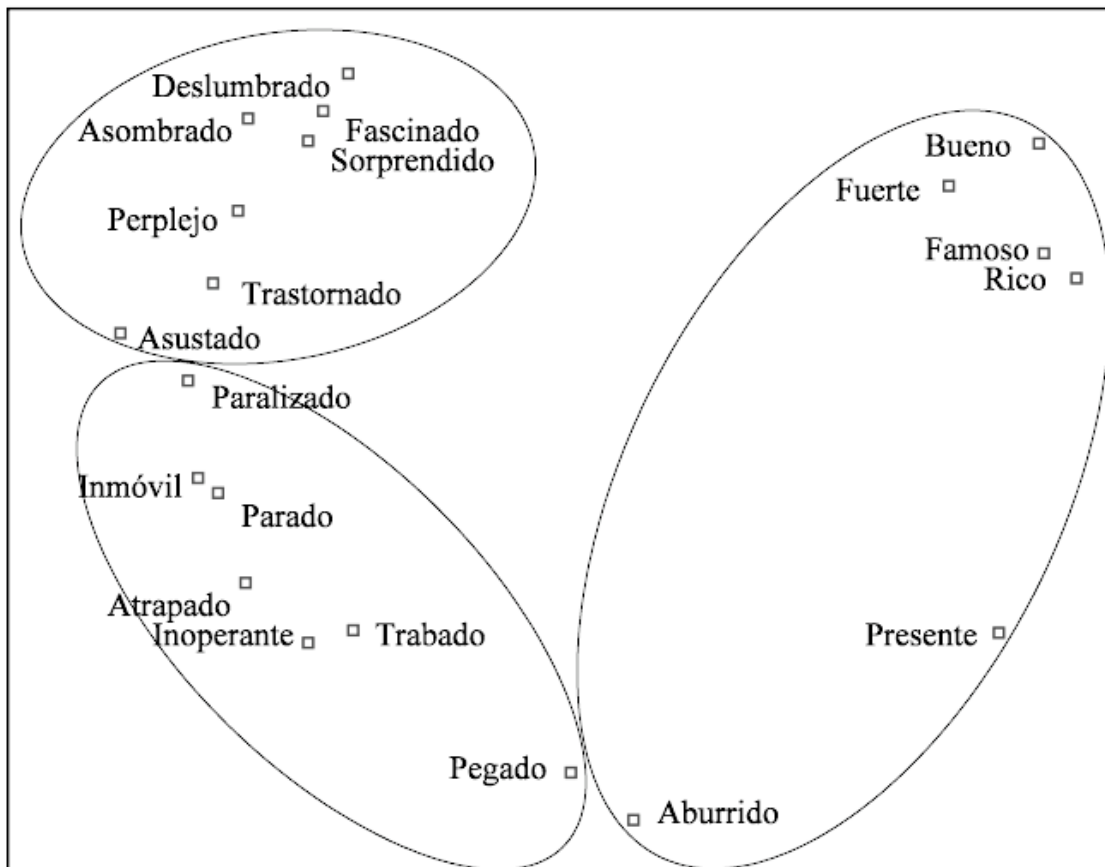 Deslumbrado
Asombrado
Fascinado
Sorprendido
Perplejo
Trastornado
Asustado
Paralizado
Inmóvil
Parado
Atrapado
Inoperante
Trabado
Pegado
Bueno
Fuerte
Famoso
Rico
Presente
Aburrido